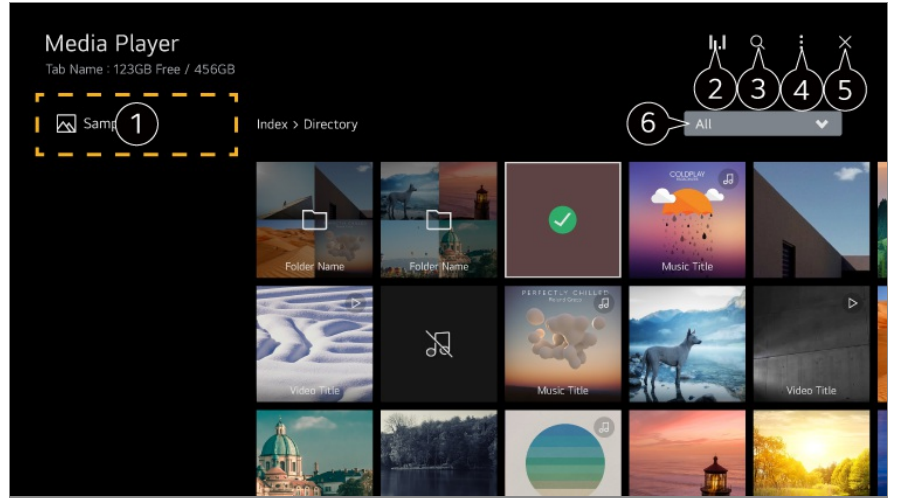 Media Player
Tab Name : 123GB Free / 456GB
2 3 4 5
1
Index > Directory
6
All
COLDPLAY
Folder Name
Folder Name
Music Title
PERFECTLY CHILLED
Video Title
Music Title
Video Title